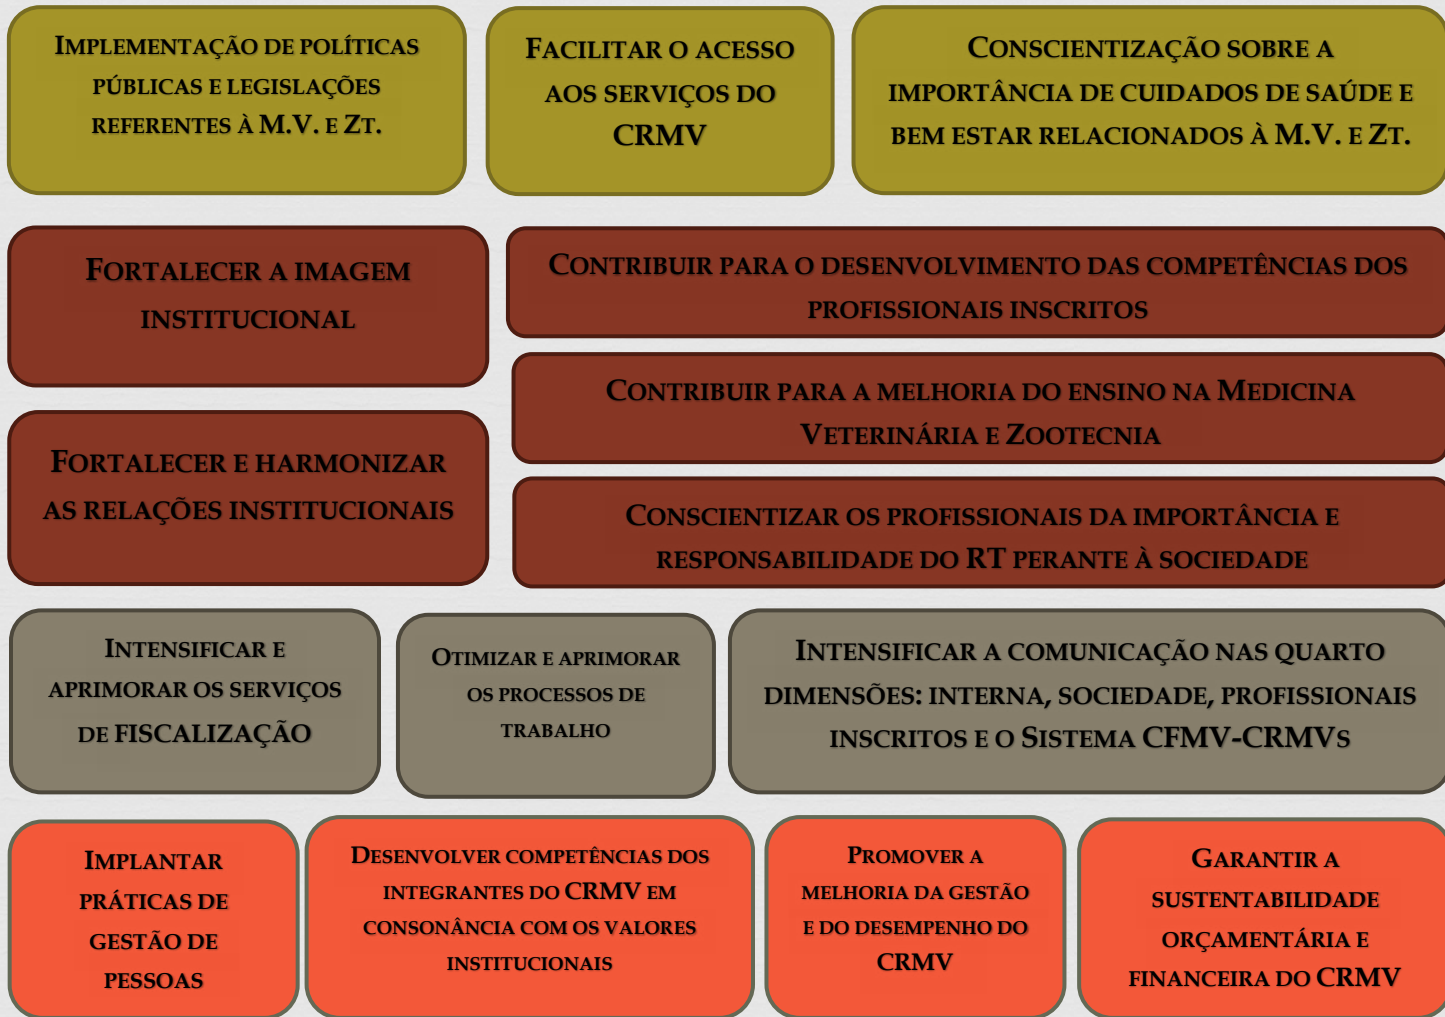 Implementação de políticas
públicas e legislações
referentes à M.V. e Zt.
Facilitar o acesso
aos serviços do
CRMV
Conscientização sobre a
importância de cuidados de saúde e
bem estar relacionados à M.V. e Zt.
Fortalecer a imagem
institucional
Contribuir para o desenvolvimento das competências dos
profissionais inscritos
Contribuir para a melhoria do ensino na Medicina
Veterinária e Zootecnia
Fortalecer e harmonizar
as relações institucionais
Conscientizar os profissionais da importância e
responsabilidade do RT perante à sociedade
Intensificar e
aprimorar os serviços
de fiscalização
Otimizar e aprimorar
os processos de
trabalho
Intensificar a comunicação nas quarto
dimensões: interna, sociedade, profissionais
inscritos e o Sistema CFMV-CRMVs
Implantar
práticas de
gestão de
pessoas
Desenvolver competências dos
integrantes do CRMV em
consonância com os valores
institucionais
Promover a
melhoria da gestão
e do desempenho do
CRMV
Garantir a
sustentabilidade
orçamentária e
financeira do CRMV